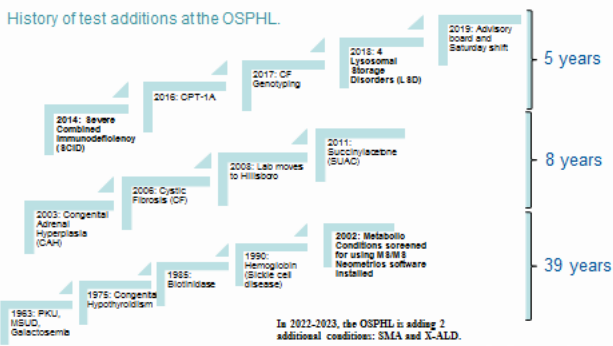 History of test additions at the OSPHL.
2019: Advisory
board and
Saturday shift
2018: 4
Lysosomal
Storage
Disorders (LSD)
2017: CF
Genotyping
2016: CPT-1A
2014: Severe
Combined
Immunodeficiency
(SCID)
5 years
2011:
Succinylacetone
(SUAC)
2008: Lab moves
to Hillsboro
2006: Cystic
Fibrosis (CF)
2003: Congenital
Adrenal
Hyperplasia
(CAH)
8 years
2002: Metabolic
Conditions screened
for using MS/MS
Neometrics software
installed
1990:
Hemoglobin
(Sickle cell
disease)
1985:
Biotinidase
1975: Congenital
Hypothyroidism
1963: PKU,
MSUD,
Galactosemia
39 years
In 2022-2023, the OSPHL is adding 2
additional conditions: SMA and X-ALD.